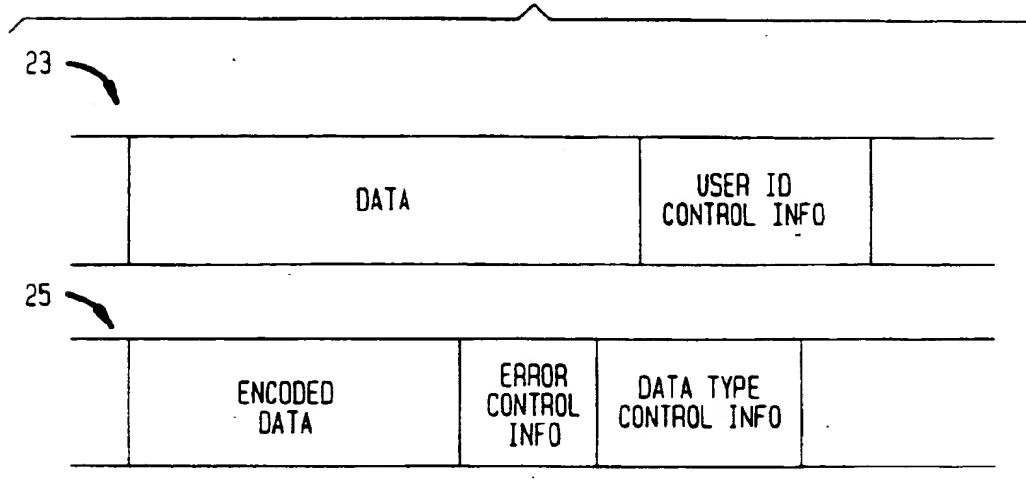 23
DATA
USER ID
CONTROL INFO
25
ENCODED
DATA
ERROR
CONTROL
INFO
DATA TYPE
CONTROL INFO